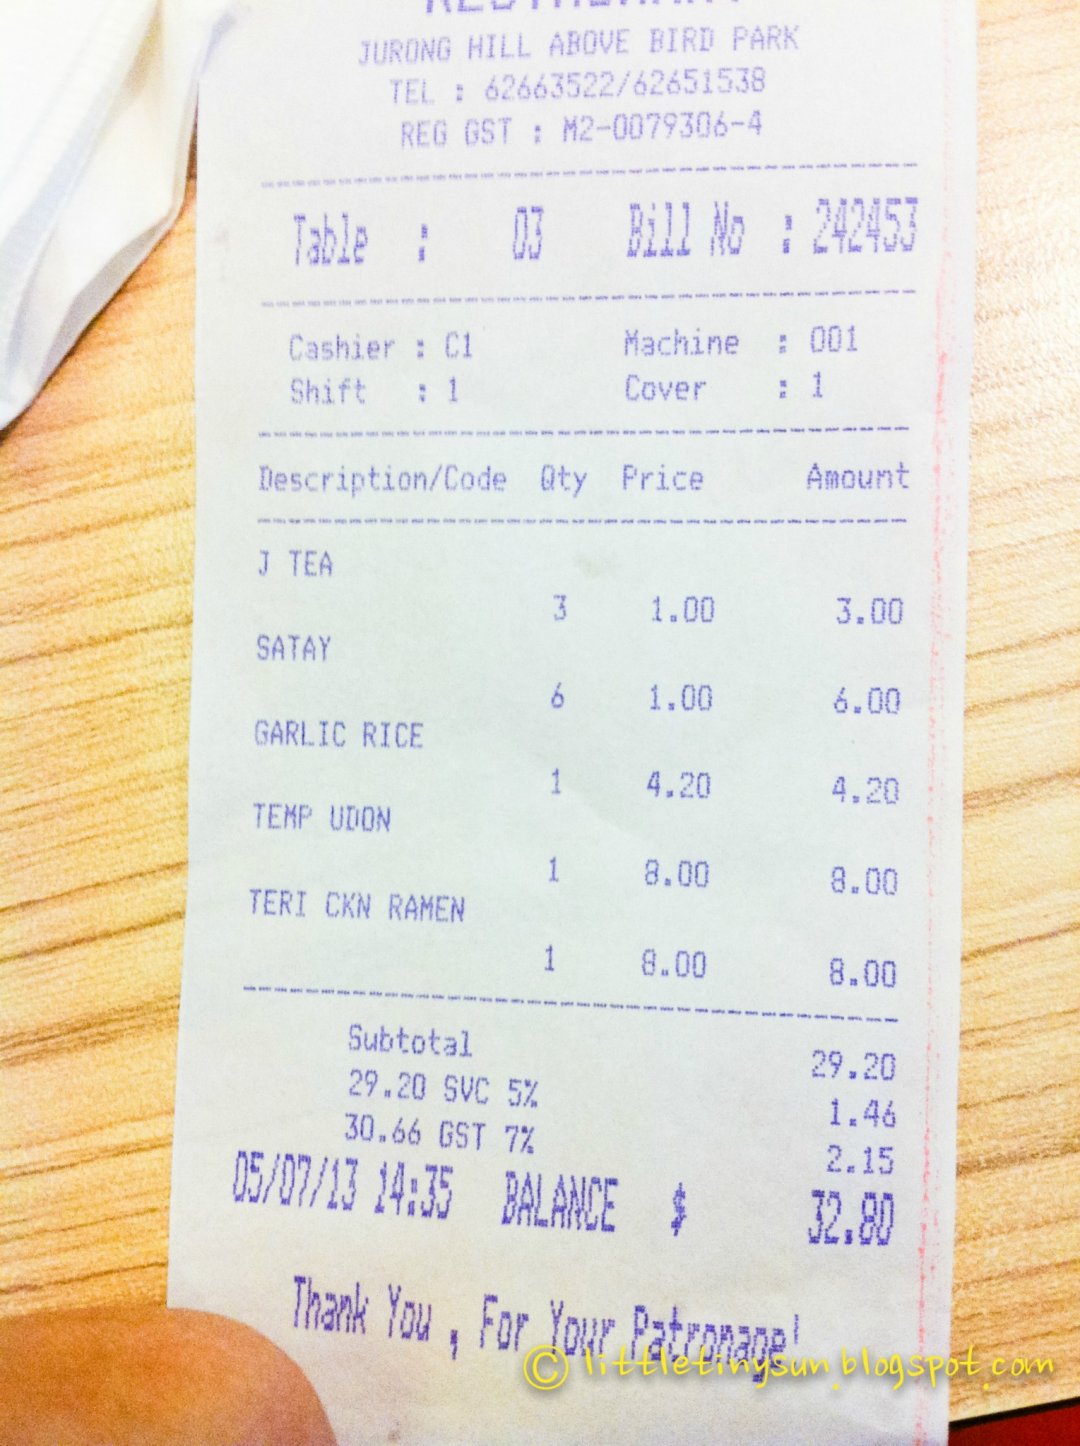 RESTAURANT
JURONG HILL ABOVE BIRD PARK
TEL : 62663522/62651538
REG GST : M2-0079306-4
Table : 03 Bill No : 242453
Cashier : C1 Machine : 001
Shift : 1 Cover : 1
Description/Code Qty Price Amount
J TEA
3 1.00 3.00
SATAY
6 1.00 6.00
GARLIC RICE
1 4.20 4.20
TEMP UDON
1 8.00 8.00
TERI CKN RAMEN
1 8.00 8.00
Subtotal 29.20
29.20 SVC 5% 1.46
30.66 GST 7% 2.15
05/07/13 14:35 BALANCE $ 32.80
Thank You , For Your Patronage!
© littletinysun.blogspot.com